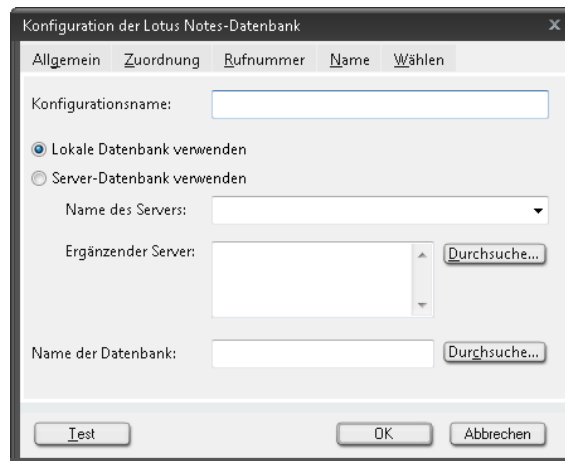 Konfiguration der Lotus Notes-Datenbank x
Allgemein Zuordnung Rufnummer Name Wählen
Konfigurationsname:
Lokale Datenbank verwenden
Server-Datenbank verwenden
Name des Servers:
Ergänzender Server: Durchsuche...
Name der Datenbank: Durchsuche...
Test OK Abbrechen